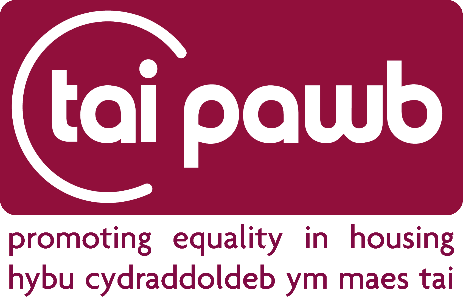 tai pawb
promoting equality in housing
hybu cydraddoldeb ym maes tai